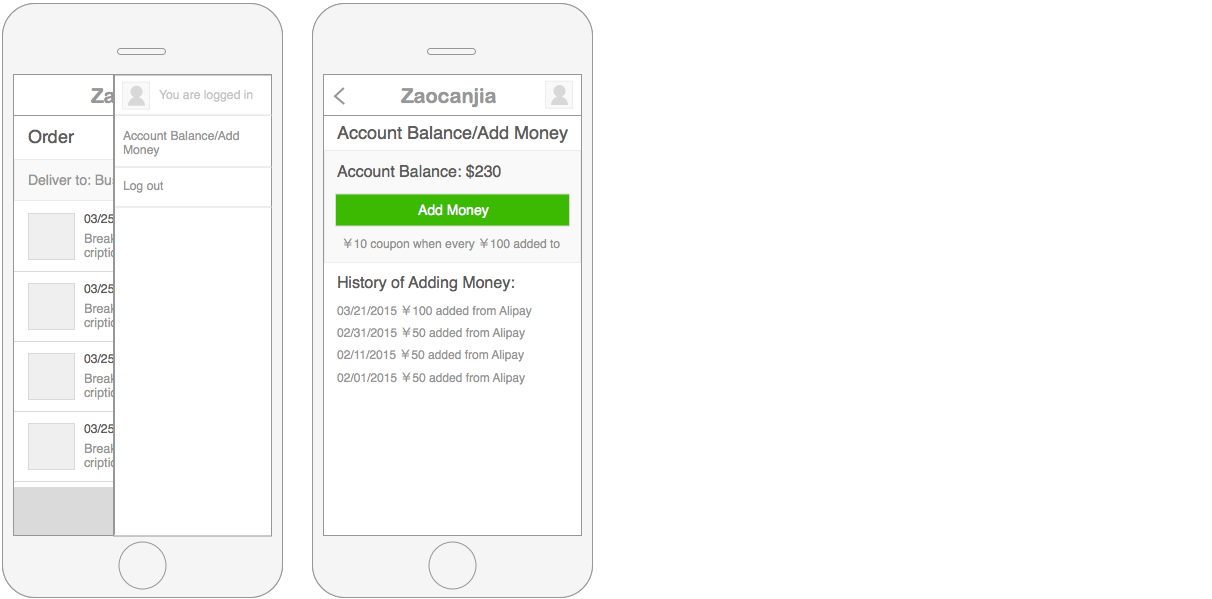 Za
You are logged in
Order
Account Balance/Add
Money
Deliver to: Bu
Log out
03/25
Break
criptic
03/25
Break
criptic
03/25
Break
criptic
03/25
Break
criptic
Zaocanjia
Account Balance/Add Money
Account Balance: $230
Add Money
￥10 coupon when every ￥100 added to
History of Adding Money:
03/21/2015 ￥100 added from Alipay
02/31/2015 ￥50 added from Alipay
02/11/2015 ￥50 added from Alipay
02/01/2015 ￥50 added from Alipay